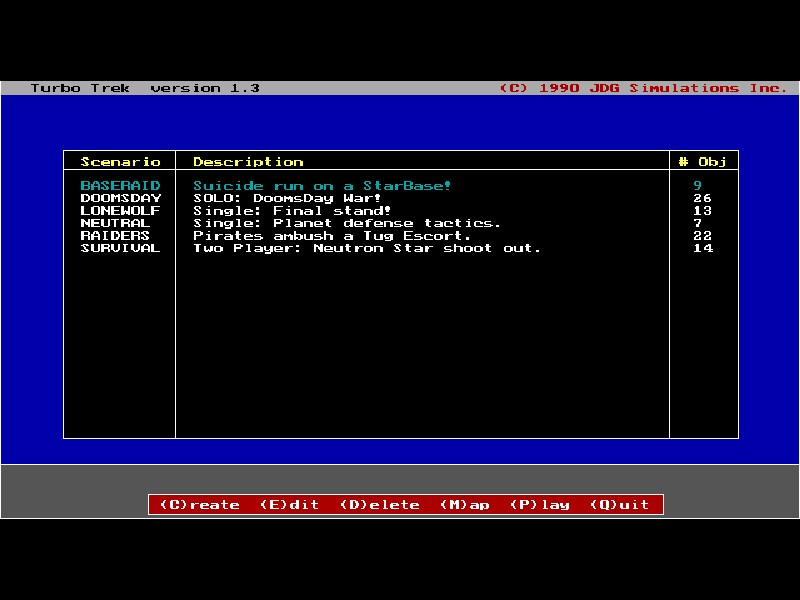 Turbo Trek version 1.3 (C) 1990 JDG Simulations Inc.
Scenario Description # Obj
BASERAID Suicide run on a StarBase! 9
DOOMSDAY SOLO: DoomsDay War! 26
LONEWOLF Single: Final stand! 13
NEUTRAL Single: Planet defense tactics. 7
RAIDERS Pirates ambush a Tug Escort. 22
SURVIVAL Two Player: Neutron Star shoot out. 14
(C)reate (E)dit (D)elete (M)ap (P)lay (Q)uit